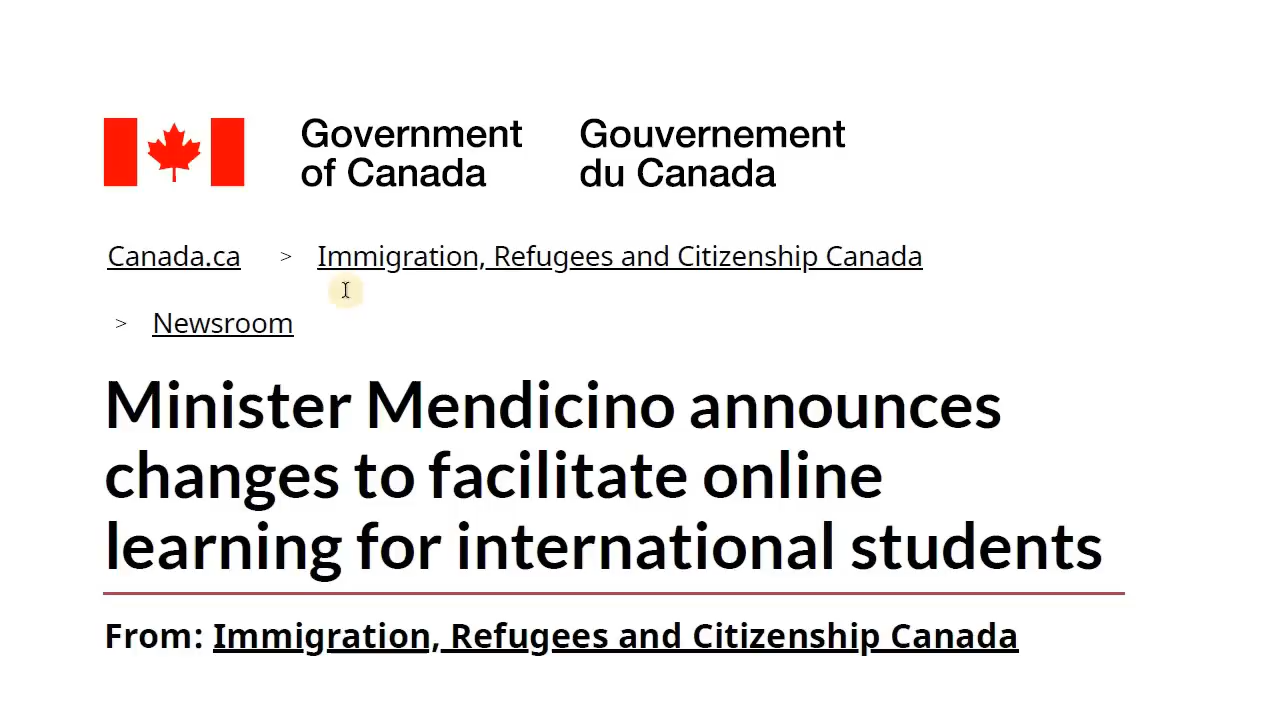 Government Gouvernement
of Canada du Canada
Canada.ca > Immigration, Refugees and Citizenship Canada
> Newsroom
Minister Mendicino announces
changes to facilitate online
learning for international students
From: Immigration, Refugees and Citizenship Canada